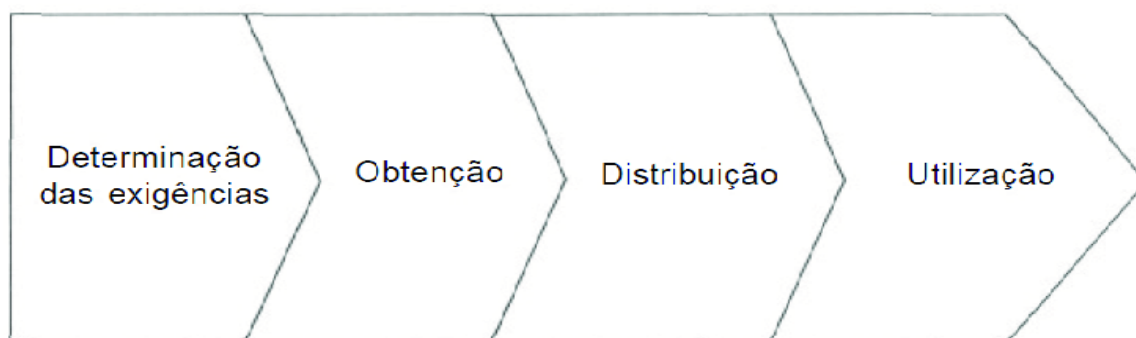 Determinação
das exigências
Obtenção
Distribuição
Utilização